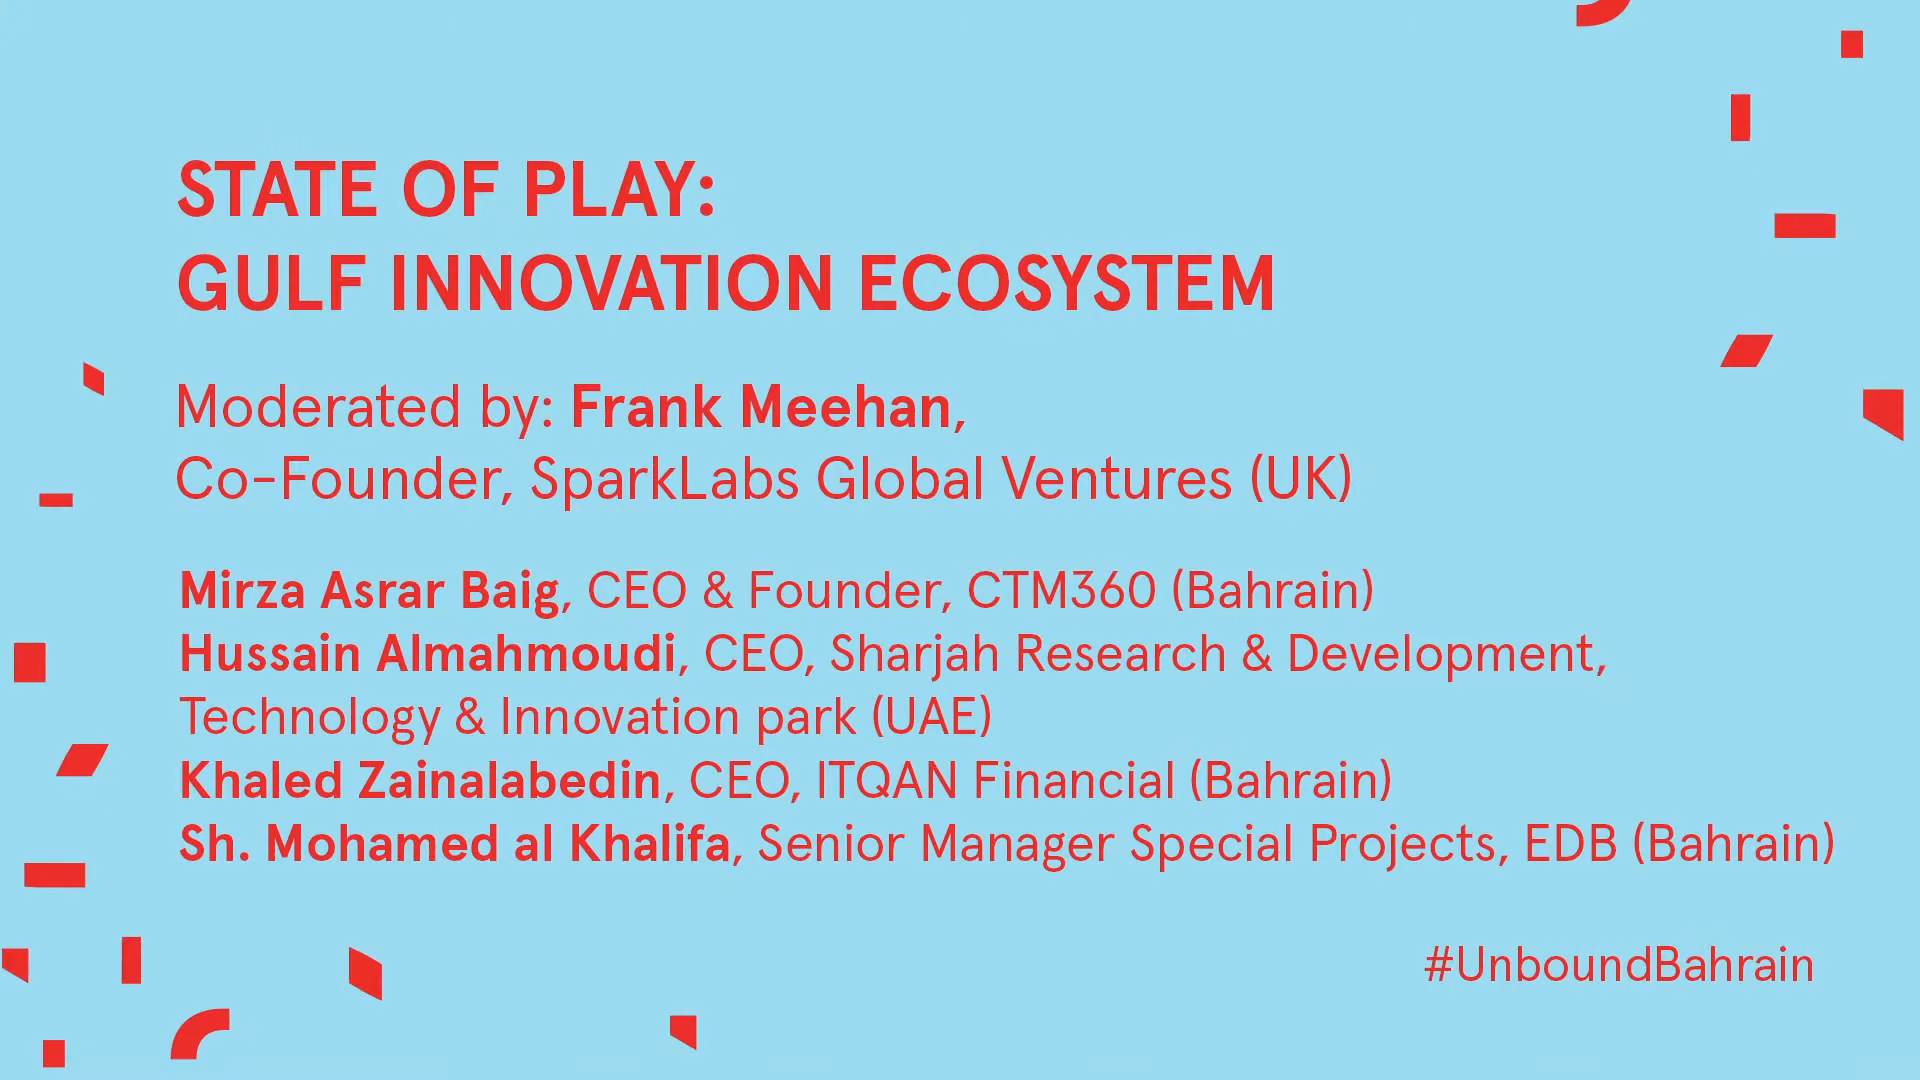 STATE OF PLAY:
GULF INNOVATION ECOSYSTEM
Moderated by: Frank Meehan,
Co-Founder, SparkLabs Global Ventures (UK)
Mirza Asrar Baig, CEO & Founder, CTM360 (Bahrain)
Hussain Almahmoudi, CEO, Sharjah Research & Development,
Technology & Innovation park (UAE)
Khaled Zainalabedin, CEO, ITQAN Financial (Bahrain)
Sh. Mohamed al Khalifa, Senior Manager Special Projects, EDB (Bahrain)
#UnboundBahrain